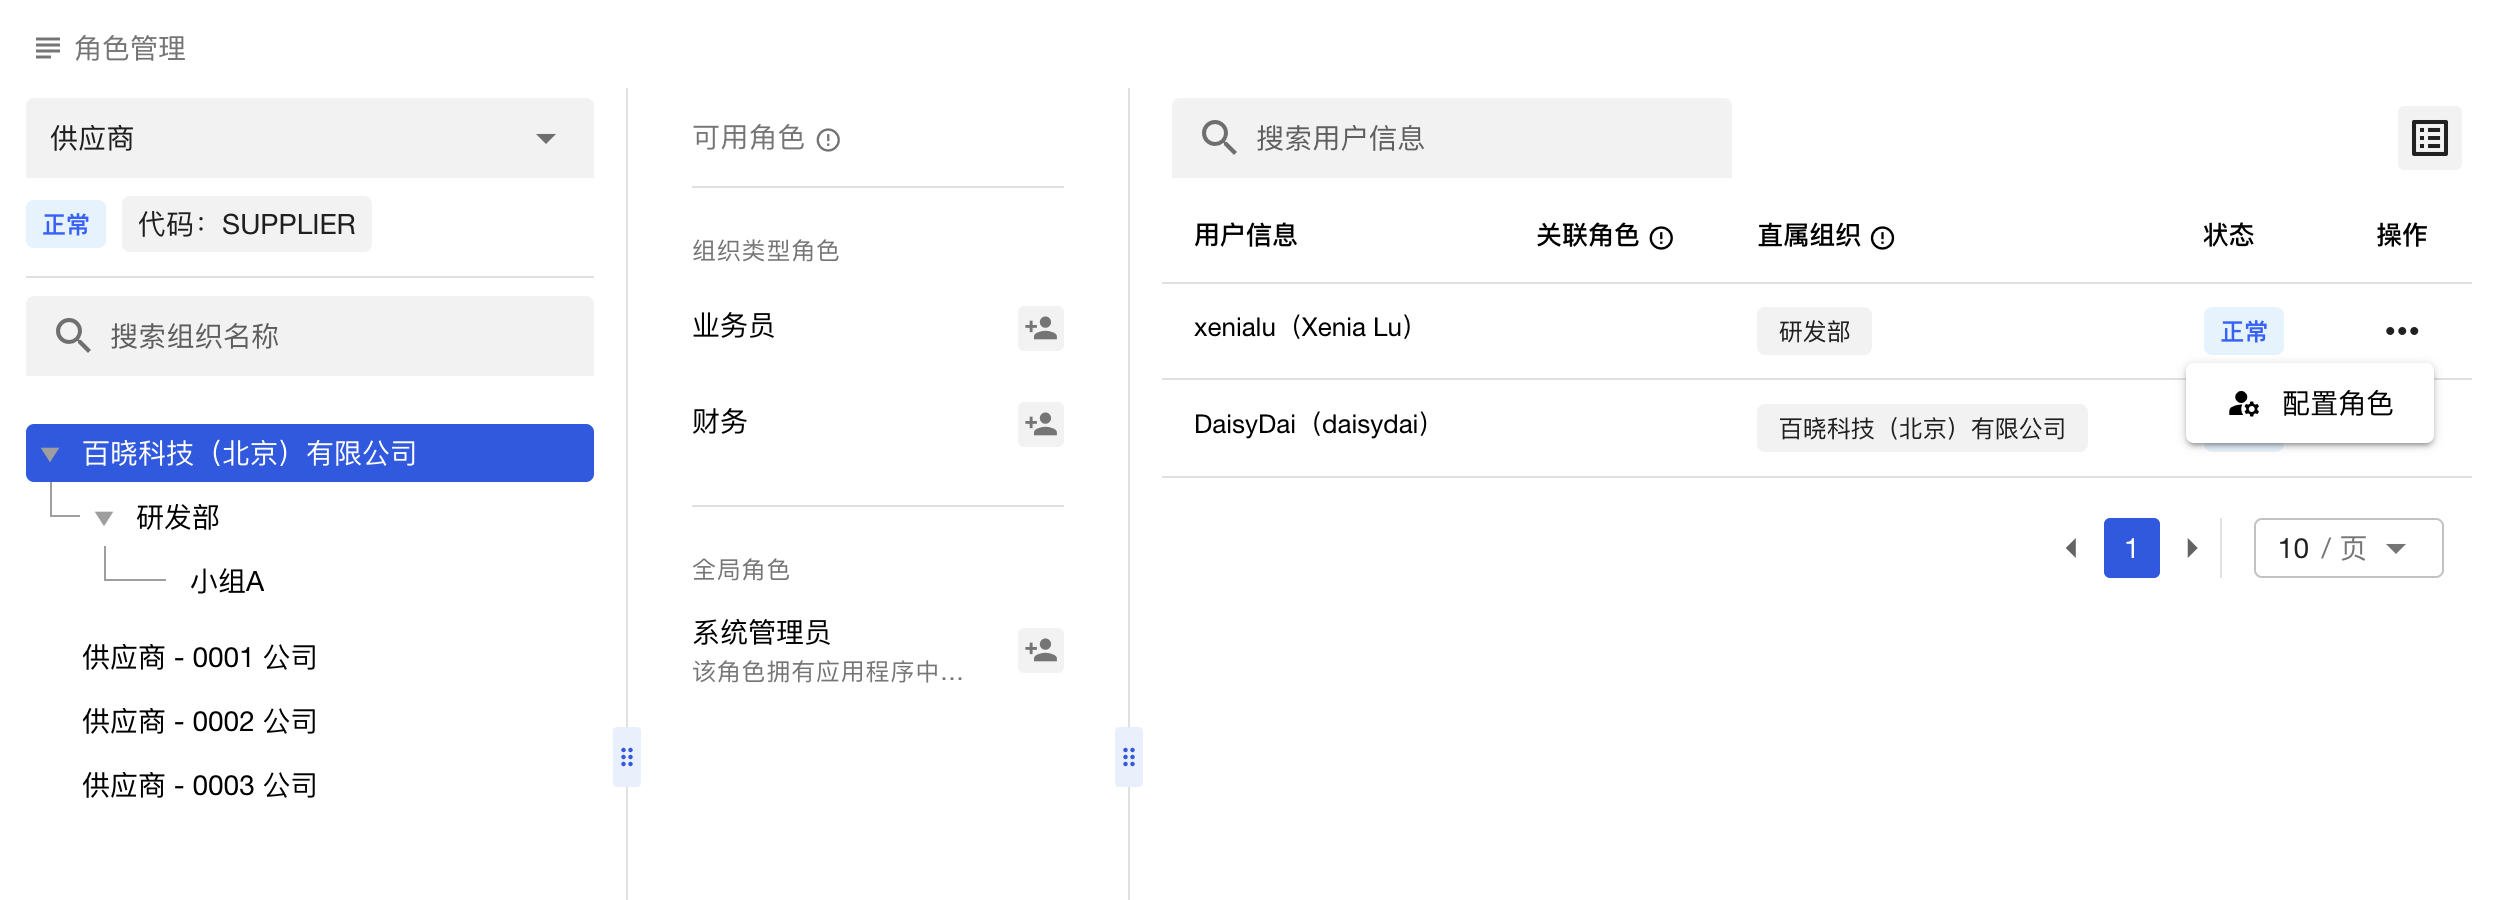 角色管理
供应商
正常
代码：SUPPLIER
搜索组织名称
百晓科技（北京）有限公司
研发部
小组A
供应商 - 0001 公司
供应商 - 0002 公司
供应商 - 0003 公司
可用角色
组织类型角色
业务员
财务
全局角色
系统管理员
该角色拥有应用程序中...
搜索用户信息
用户信息 关联角色 直属组织 状态 操作
xenialu（Xenia Lu） 研发部 正常
配置角色
DaisyDai（daisydai） 百晓科技（北京）有限公司
1 10 / 页